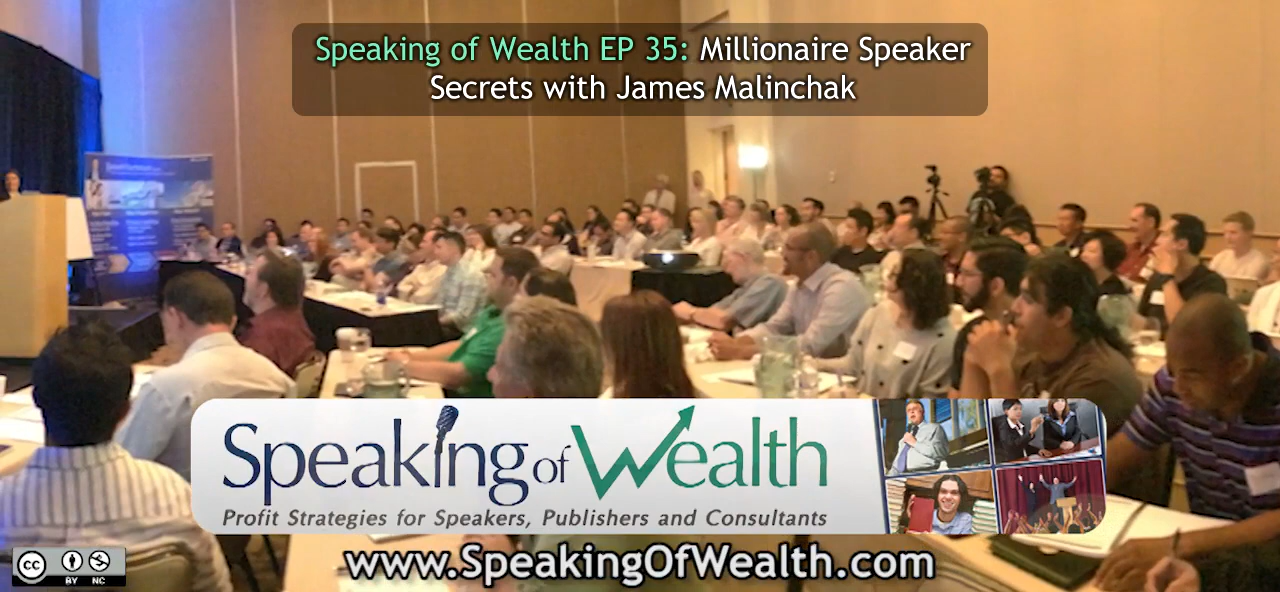 Speaking of Wealth EP 35: Millionaire Speaker
Secrets with James Malinchak
Speaking of Wealth
Profit Strategies for Speakers, Publishers and Consultants
www.SpeakingOfWealth.com
cc
BY NC